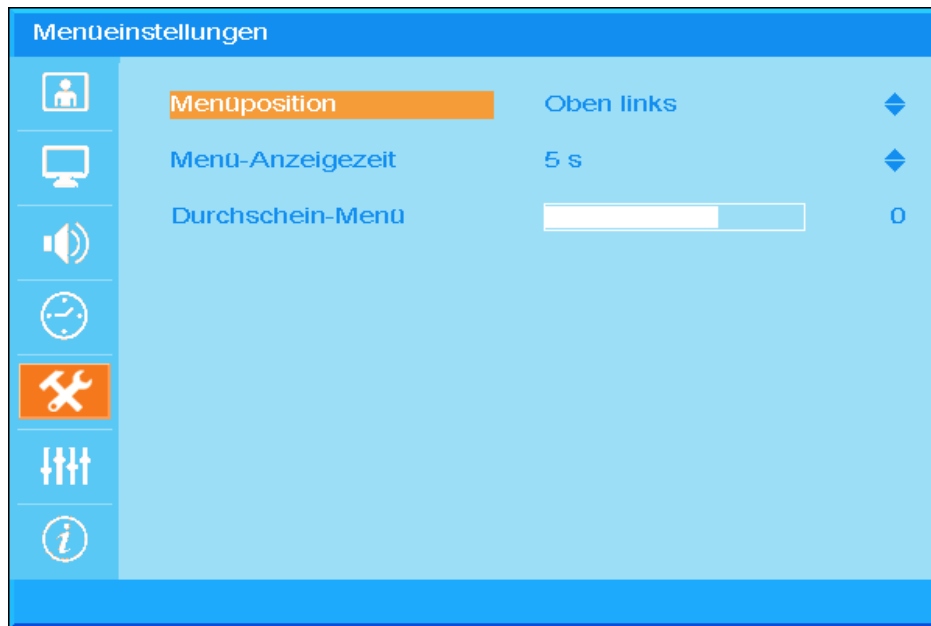 Menüeinstellungen
Menüposition Oben links
Menü-Anzeigezeit 5 s
Durchschein-Menü 0